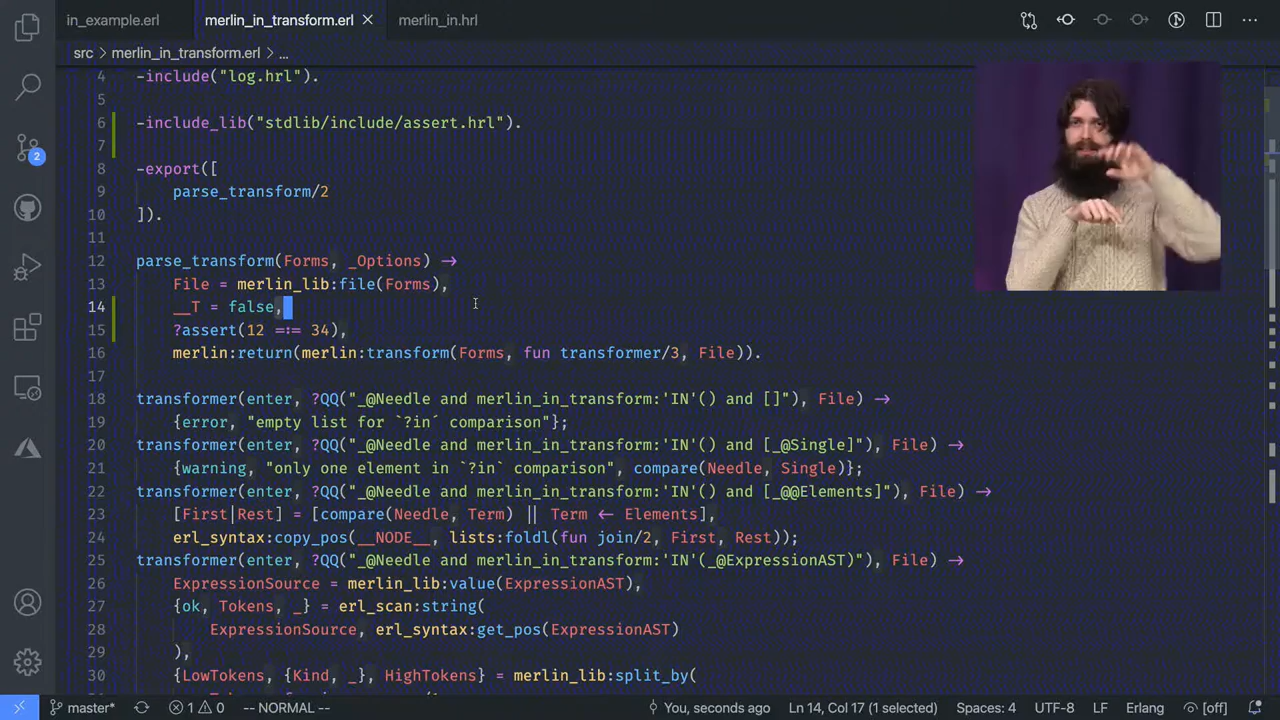 in_example.erl merlin_in_transform.erl merlin_in.hrl
src > merlin_in_transform.erl > ...
4 -include("log.hrl").
5
6 -include_lib("stdlib/include/assert.hrl").
7
8 -export([
9 parse_transform/2
10 ]).
11
12 parse_transform(Forms, _Options) ->
13 File = merlin_lib:file(Forms),
14 __T = false,
15 ?assert(12 =:= 34),
16 merlin:return(merlin:transform(Forms, fun transformer/3, File)).
17
18 transformer(enter, ?QQ("_@Needle and merlin_in_transform:'IN'() and []"), File) ->
19 {error, "empty list for `?in´ comparison"};
20 transformer(enter, ?QQ("_@Needle and merlin_in_transform:'IN'() and [_@Single]"), File) ->
21 {warning, "only one element in `?in´ comparison", compare(Needle, Single)};
22 transformer(enter, ?QQ("_@Needle and merlin_in_transform:'IN'() and [_@@Elements]"), File) ->
23 [First|Rest] = [compare(Needle, Term) || Term <- Elements],
24 erl_syntax:copy_pos(__NODE__, lists:foldl(fun join/2, First, Rest));
25 transformer(enter, ?QQ("_@Needle and merlin_in_transform:'IN'(_@ExpressionAST)"), File) ->
26 ExpressionSource = merlin_lib:value(ExpressionAST),
27 {ok, Tokens, _} = erl_scan:string(
28 ExpressionSource, erl_syntax:get_pos(ExpressionAST)
29 ),
30 {LowTokens, {Kind, _}, HighTokens} = merlin_lib:split_by(
2
master* 1 0 -- NORMAL -- You, seconds ago Ln 14, Col 17 (1 selected) Spaces: 4 UTF-8 LF Erlang [off]